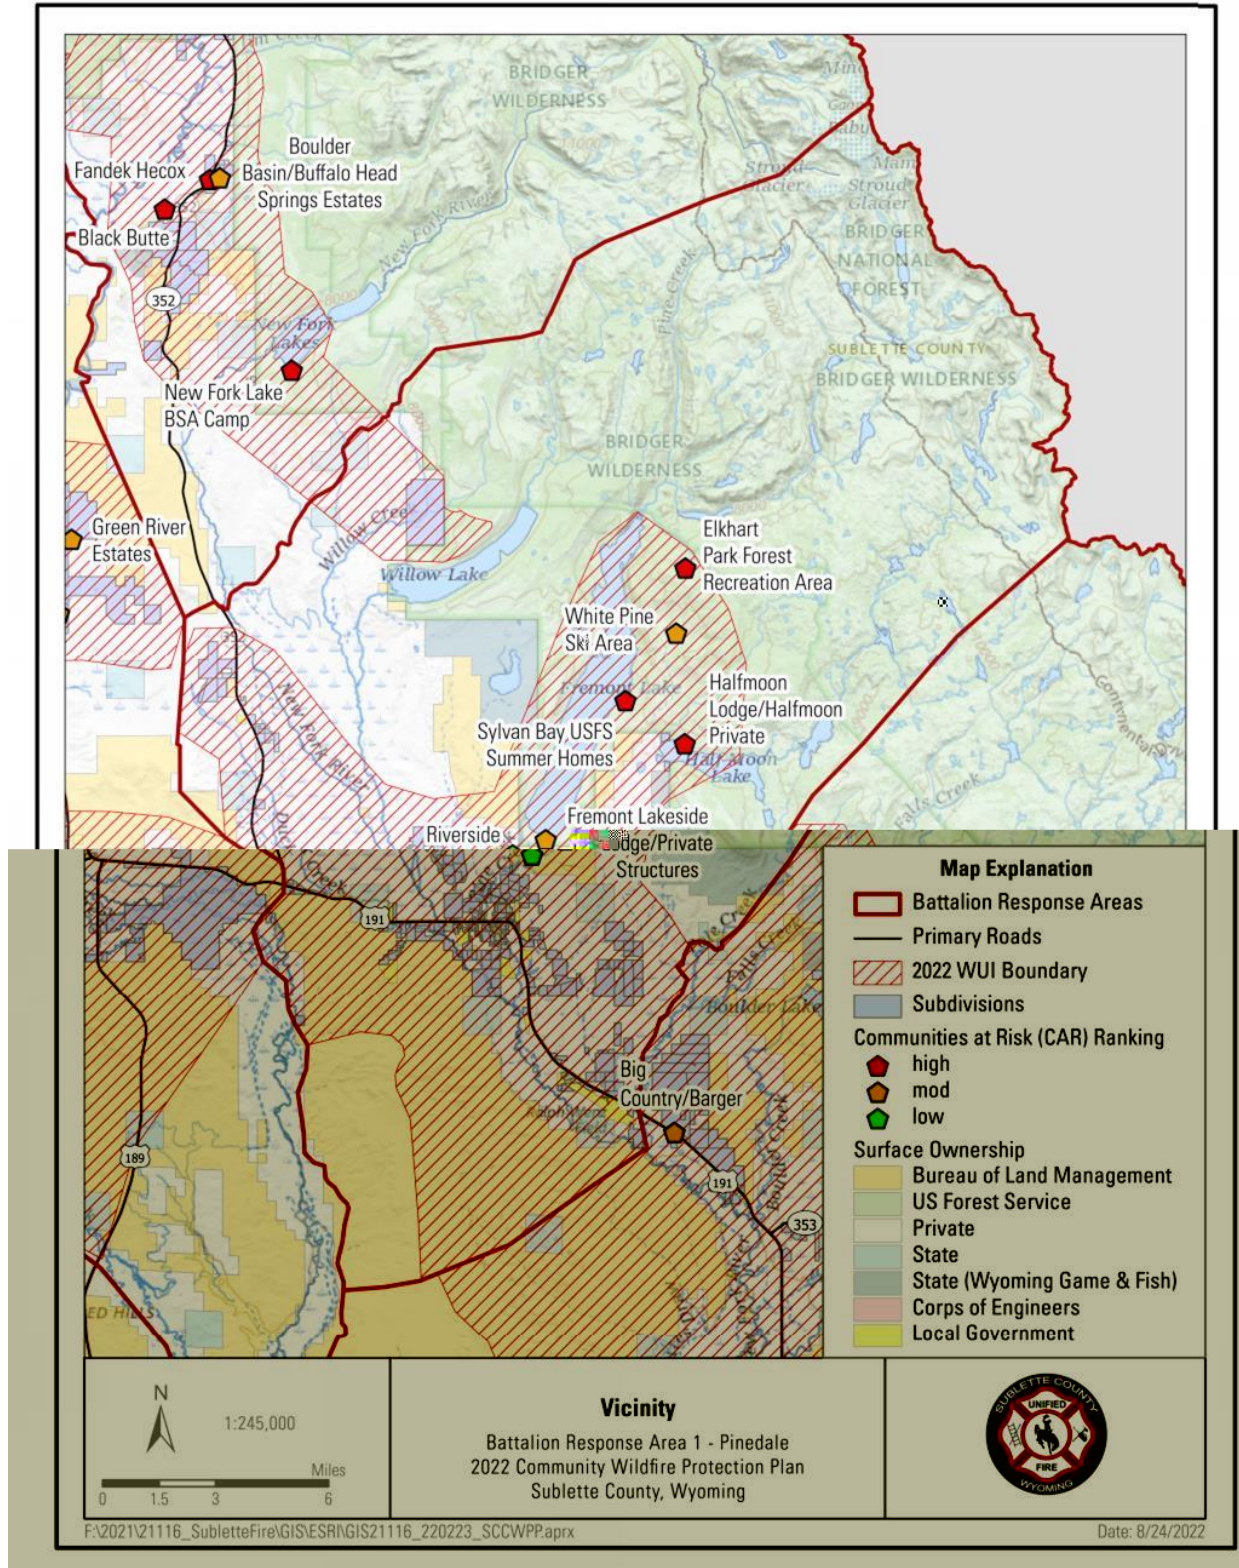 BRIDGER
WILDERNESS
Boulder
Basin/Buffalo Head
Springs Estates
Fandek Hecox
Black Butte
352
New Fork River
Stroud
Glacier
Stroud
Glacier
BRIDGER
NATIONAL
FOREST
Pine Creek
New Fork
Lakes
New Fork Lake
BSA Camp
SUBLETTE COUNTY
BRIDGER WILDERNESS
BRIDGER
WILDERNESS
Green River
Estates
Willow Creek
Willow Lake
Elkhart
Park Forest
Recreation Area
White Pine
Ski Area
Fremont Lake
Halfmoon
Lodge/Halfmoon
Private
Sylvan Bay USFS
Summer Homes
Half Moon
Lake
New Fork River
Falls Creek
Riverside
Fremont Lakeside
dge/Private
Structures
Creek
191
Falls Creek
Boulder Lake
Big
Country/Barger
189
191
353
ED HILLS
Map Explanation
Battalion Response Areas
Primary Roads
2022 WUI Boundary
Subdivisions
Communities at Risk (CAR) Ranking
high
mod
low
Surface Ownership
Bureau of Land Management
US Forest Service
Private
State
State (Wyoming Game & Fish)
Corps of Engineers
Local Government
N
1:245,000
Miles
0 1.5 3 6
Vicinity
Battalion Response Area 1 - Pinedale
2022 Community Wildfire Protection Plan
Sublette County, Wyoming
SUBLETTE COUNTY
UNIFIED
FIRE
WYOMING
F:\2021\21116_SubletteFire\GIS\ESRI\GIS21116_220223_SCCWPP.aprx
Date: 8/24/2022